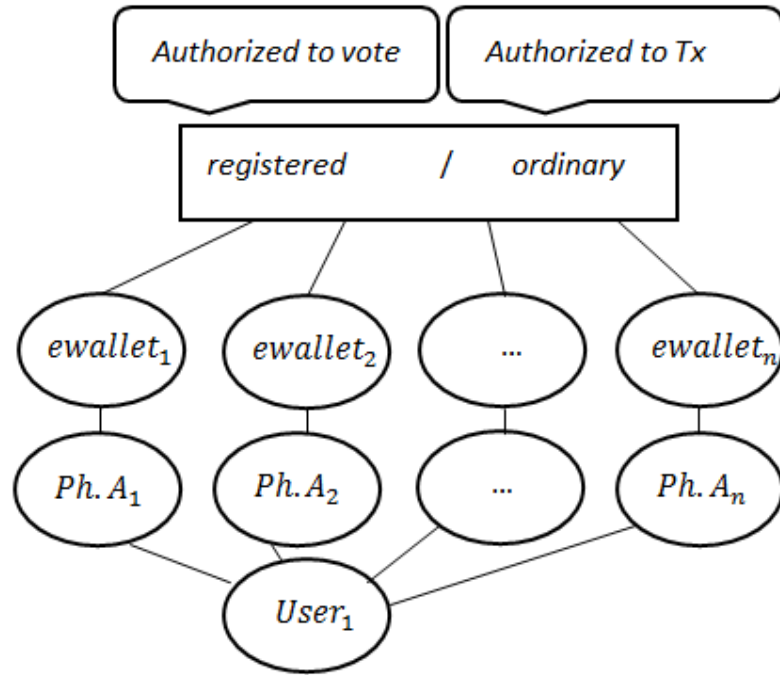 Authorized to vote Authorized to Tx
registered / ordinary
ewallet₁ ewallet₂ ... ewalletₙ
Ph. A₁ Ph. A₂ ... Ph. Aₙ
User₁